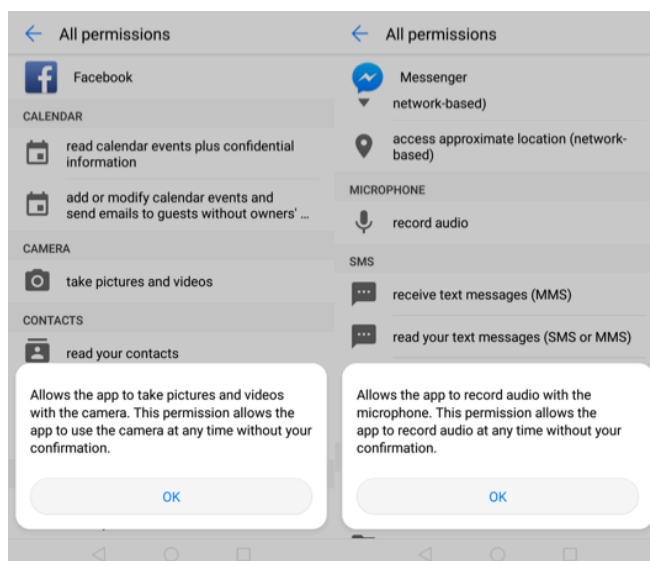 All permissions
Facebook
CALENDAR
read calendar events plus confidential
information
add or modify calendar events and
send emails to guests without owners' ...
CAMERA
take pictures and videos
CONTACTS
read your contacts
Allows the app to take pictures and videos
with the camera. This permission allows the
app to use the camera at any time without your
confirmation.
OK
All permissions
Messenger
network-based)
access approximate location (network-
based)
MICROPHONE
record audio
SMS
receive text messages (MMS)
read your text messages (SMS or MMS)
Allows the app to record audio with the
microphone. This permission allows the
app to record audio at any time without your
confirmation.
OK